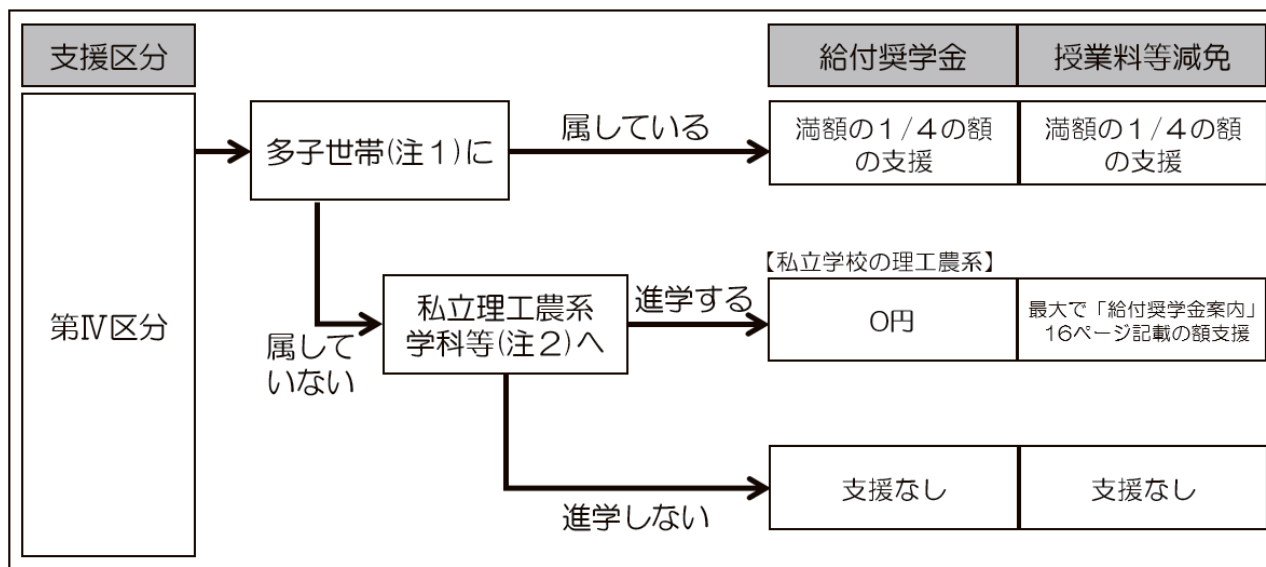 支援区分
給付奨学金
授業料等減免
第Ⅳ区分
多子世帯(注1)に
属している
満額の1/4の額
の支援
満額の1/4の額
の支援
属して
いない
私立理工農系
学科等(注2)へ
進学する
【私立学校の理工農系】
0円
最大で「給付奨学金案内」
16ページ記載の額支援
進学しない
支援なし
支援なし